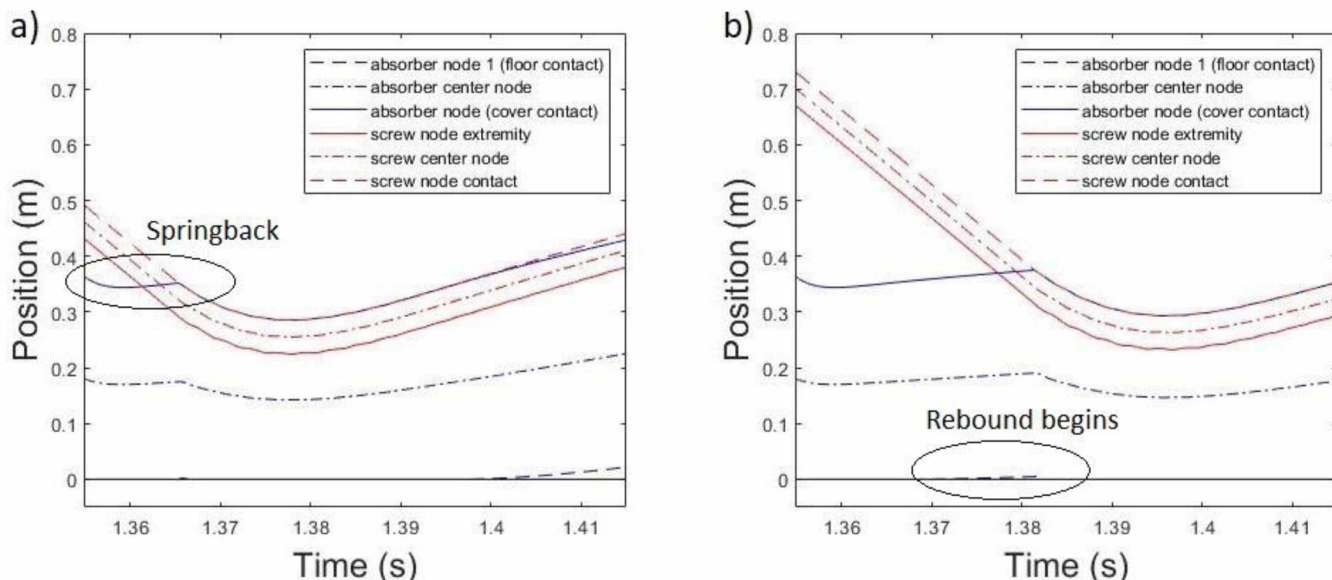 a)
0.8
0.7
0.6
0.5
0.4
0.3
0.2
0.1
0
Position (m)
absorber node 1 (floor contact)
absorber center node
absorber node (cover contact)
screw node extremity
screw center node
screw node contact
Springback
1.36
1.37
1.38
1.39
1.4
1.41
Time (s)
b)
0.8
0.7
0.6
0.5
0.4
0.3
0.2
0.1
0
Position (m)
absorber node 1 (floor contact)
absorber center node
absorber node (cover contact)
screw node extremity
screw center node
screw node contact
Rebound begins
1.36
1.37
1.38
1.39
1.4
1.41
Time (s)